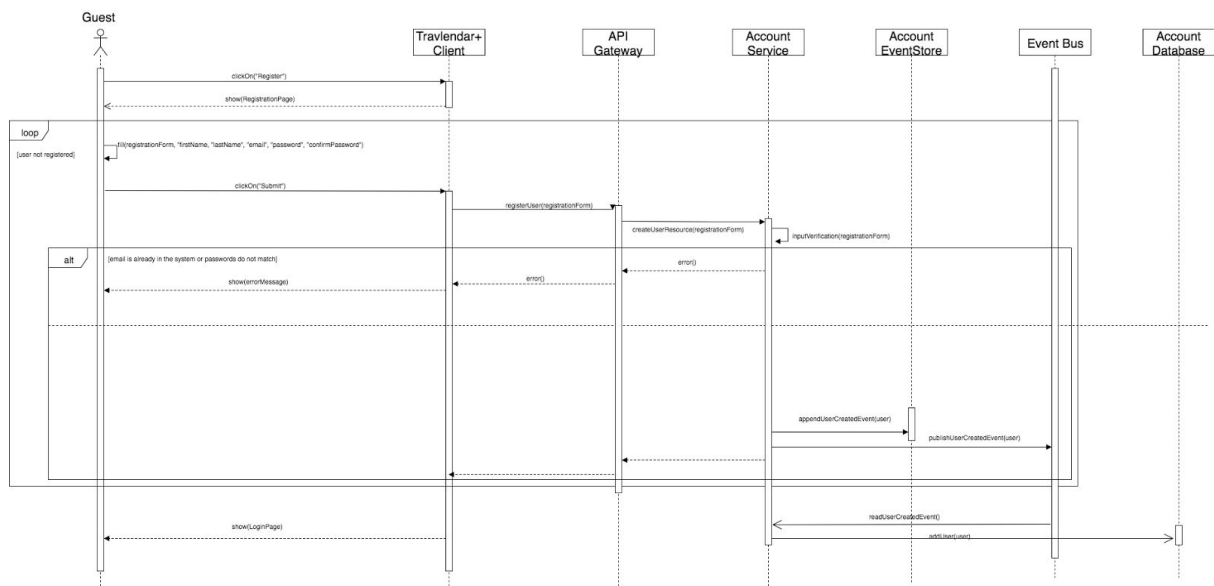 Guest
Travlendar+
Client
API
Gateway
Account
Service
Account
EventStore
Event Bus
Account
Database
clickOn("Register")
show(RegistrationPage)
loop
[user not registered]
fill(registrationForm, "firstName, "lastName", "email", "password", "confirmPassword")
clickOn("Submit")
registerUser(registrationForm)
createUserResource(registrationForm)
inputVerification(registrationForm)
alt
[email is already in the system or passwords do not match]
error()
error()
show(errorMessage)
appendUserCreatedEvent(user)
publishUserCreatedEvent(user)
readUserCreatedEvent()
show(LoginPage)
addUser(user)